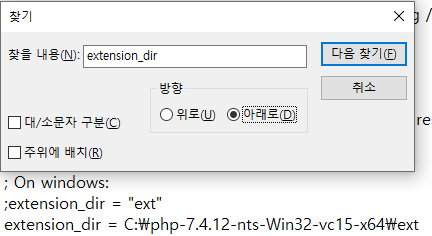 찾기
찾을 내용(N): extension_dir
다음 찾기(F)
취소
방향
위로(U) 아래로(D)
대/소문자 구분(C)
주위에 배치(R)
g /
re
; On windows:
;extension_dir = "ext"
extension_dir = C:₩php-7.4.12-nts-Win32-vc15-x64₩ext